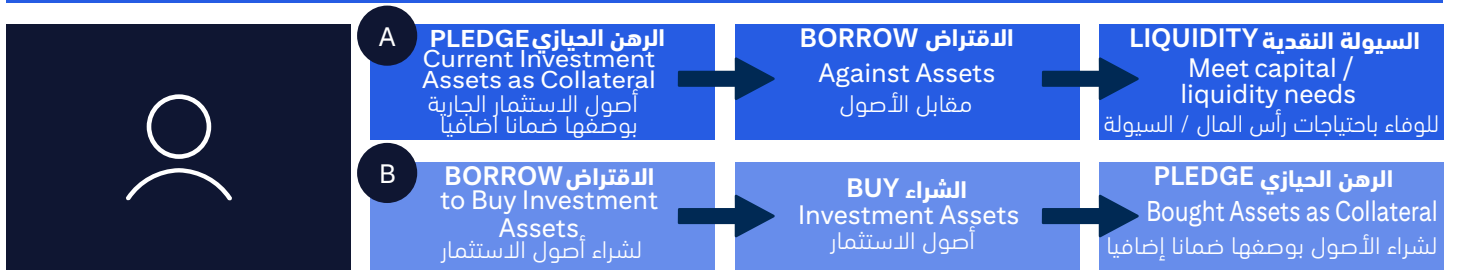 A
PLEDGE الرهن الحيازي
Current Investment
Assets as Collateral
أصول الاستثمار الجارية
بوصفها ضمانا اضافيا
BORROW الاقتراض
Against Assets
مقابل الأصول
LIQUIDITY السيولة النقدية
Meet capital /
liquidity needs
للوفاء باحتياجات رأس المال / السيولة
B
BORROW الاقتراض
to Buy Investment
Assets
لشراء أصول الاستثمار
BUY الشراء
Investment Assets
أصول الاستثمار
PLEDGE الرهن الحيازي
Bought Assets as Collateral
لشراء الأصول بوصفها ضمانا إضافيا